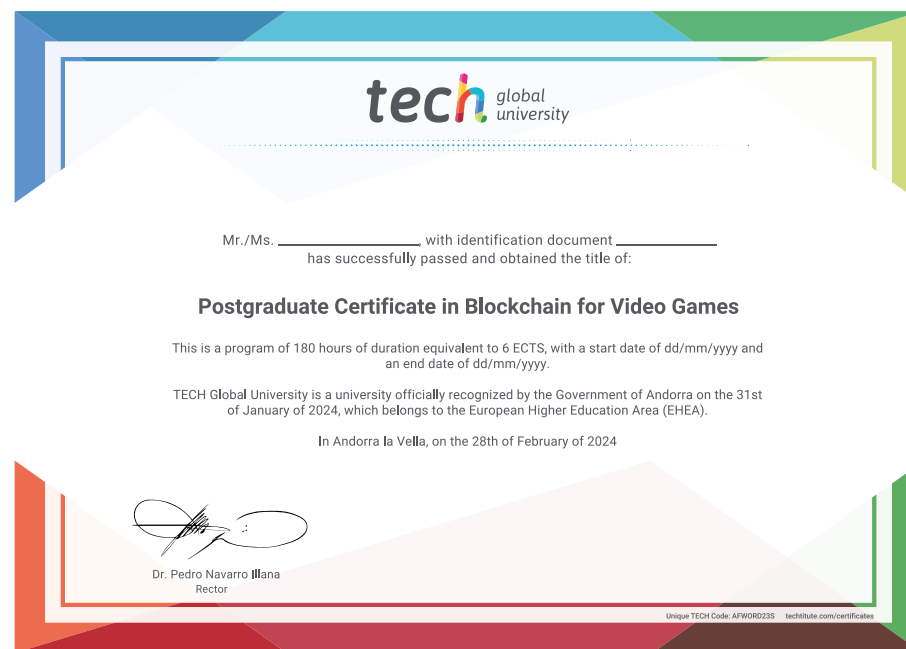 tech global
university
Mr./Ms. ____________, with identification document ____________
has successfully passed and obtained the title of:
Postgraduate Certificate in Blockchain for Video Games
This is a program of 180 hours of duration equivalent to 6 ECTS, with a start date of dd/mm/yyyy and
an end date of dd/mm/yyyy.
TECH Global University is a university officially recognized by the Government of Andorra on the 31st
of January of 2024, which belongs to the European Higher Education Area (EHEA).
In Andorra la Vella, on the 28th of February of 2024
Dr. Pedro Navarro Illana
Rector
Unique TECH Code: AFWORD23S techtitute.com/certificates